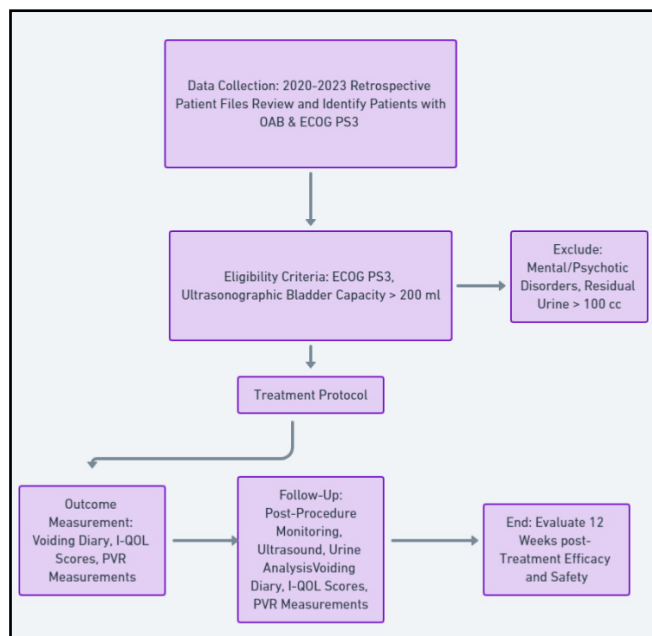 Data Collection: 2020-2023 Retrospective
Patient Files Review and Identify Patients with
OAB & ECOG PS3
Eligibility Criteria: ECOG PS3,
Ultrasonographic Bladder Capacity > 200 ml
Exclude:
Mental/Psychotic
Disorders, Residual
Urine > 100 cc
Treatment Protocol
Outcome
Measurement:
Voiding Diary, I-QOL
Scores, PVR
Measurements
Follow-Up:
Post-Procedure
Monitoring,
Ultrasound, Urine
AnalysisVoiding
Diary, I-QOL Scores,
PVR Measurements
End: Evaluate 12
Weeks post-
Treatment Efficacy
and Safety